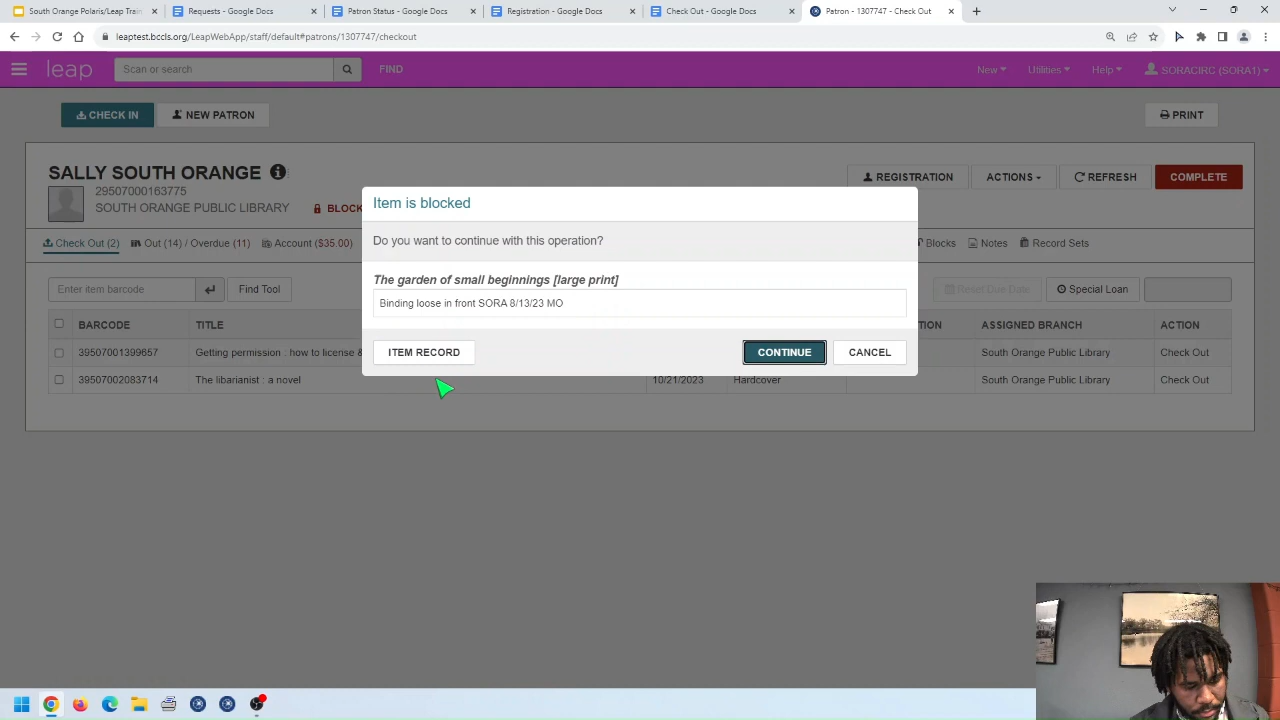 South Orange Polaris/Leap Train
Requests - Google Docs
Patron Status - Google Docs
Registration - Google Docs
Check Out - Google Docs
Patron - 1307747 - Check Out
leaptest.bccls.org/LeapWebApp/staff/default#patrons/1307747/checkout
leap
Scan or search
FIND
New
Utilities
Help
SORACIRC (SORA1)
CHECK IN
NEW PATRON
PRINT
SALLY SOUTH ORANGE
29507000163775
SOUTH ORANGE PUBLIC LIBRARY
BLOCK
REGISTRATION
ACTIONS
REFRESH
COMPLETE
Check Out (2)
Out (14) / Overdue (11)
Account ($35.00)
Blocks
Notes
Record Sets
Item is blocked
Do you want to continue with this operation?
The garden of small beginnings [large print]
Binding loose in front SORA 8/13/23 MO
ITEM RECORD
CONTINUE
CANCEL
Enter item barcode
Find Tool
Reset Due Date
Special Loan
BARCODE
TITLE
TION
ASSIGNED BRANCH
ACTION
39507001399657
Getting permission : how to license &
South Orange Public Library
Check Out
39507002083714
The libarianist : a novel
10/21/2023
Hardcover
South Orange Public Library
Check Out